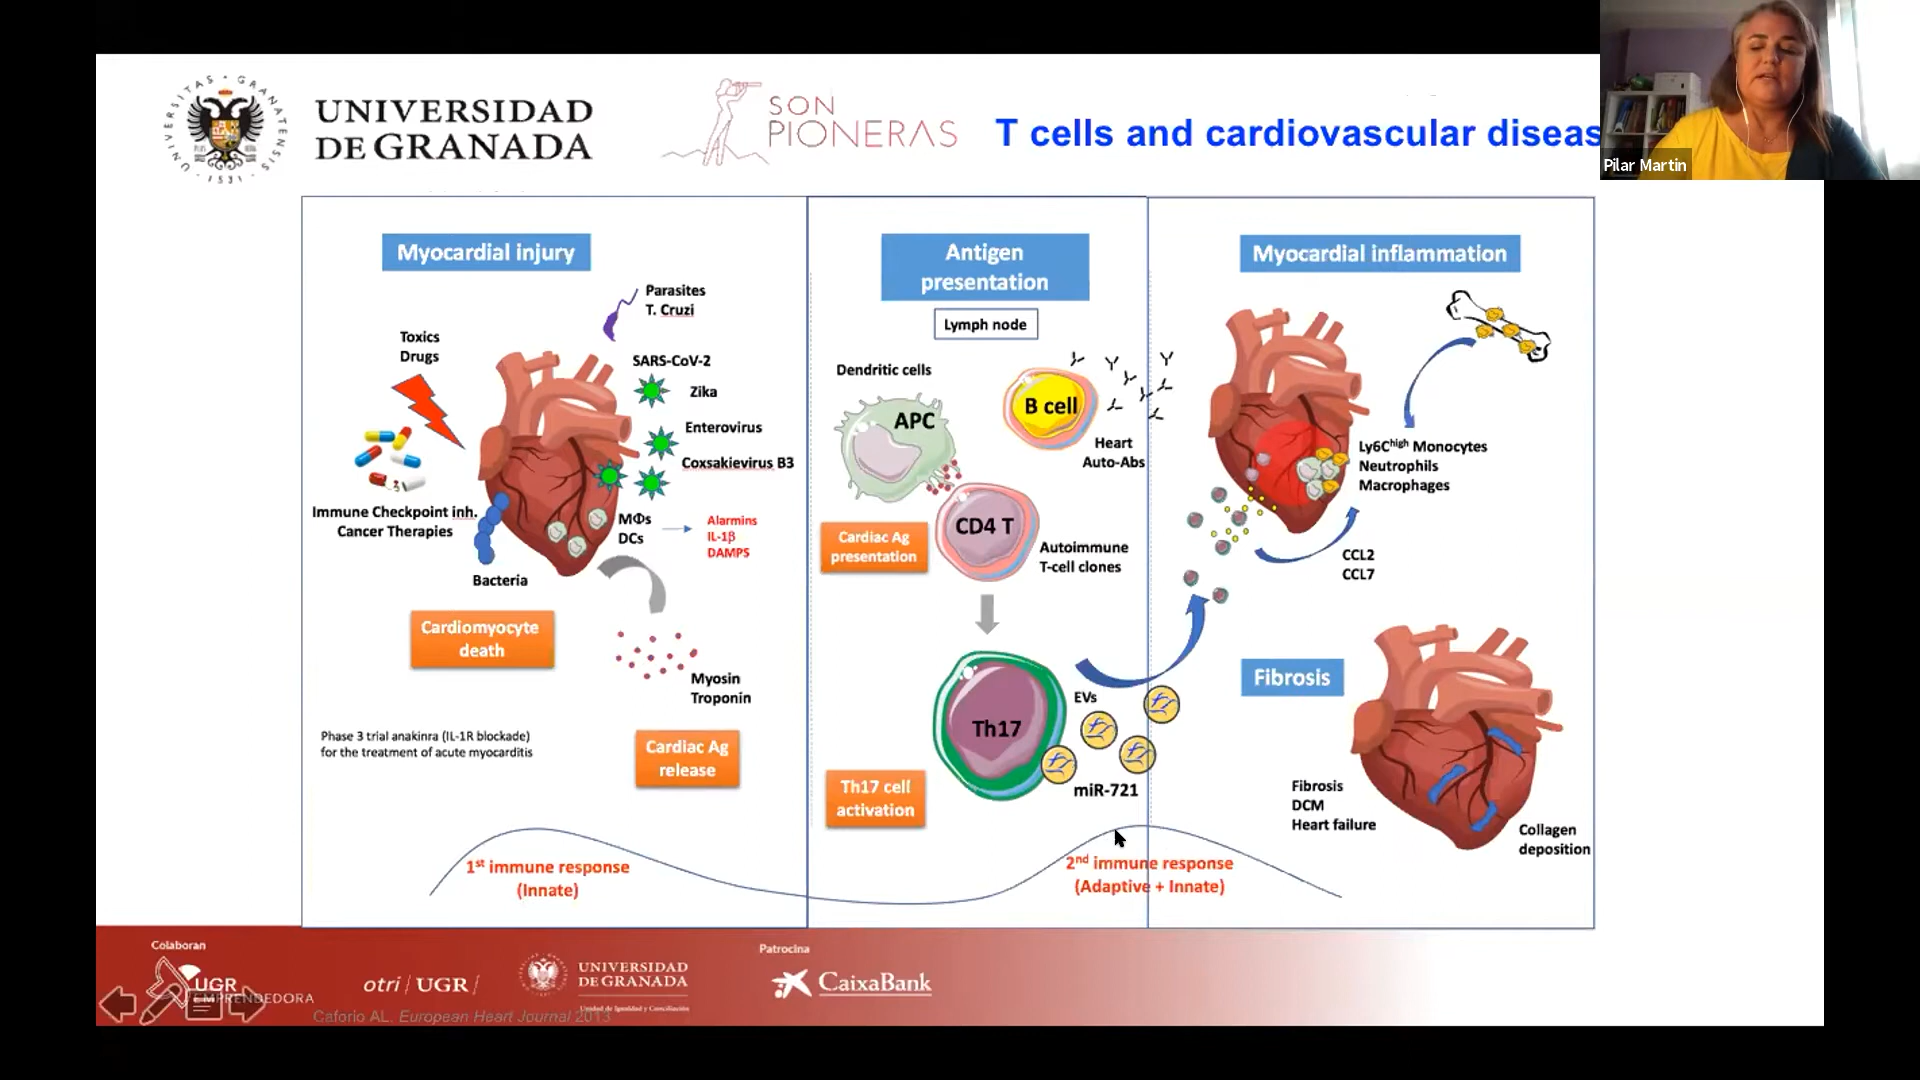 UNIVERSITAS GRANATENSIS 1531
UNIVERSIDAD
DE GRANADA
SON
PIONERAS
T cells and cardiovascular diseas
Pilar Martin
Myocardial injury
Parasites
T. Cruzi
Toxics
Drugs
SARS-CoV-2
Zika
Enterovirus
Coxsakievirus B3
Immune Checkpoint inh.
Cancer Therapies
MΦs
DCs
Alarmins
IL-1β
DAMPS
Bacteria
Cardiomyocyte
death
Myosin
Troponin
Phase 3 trial anakinra (IL-1R blockade)
for the treatment of acute myocarditis
Cardiac Ag
release
1st immune response
(Innate)
Antigen
presentation
Lymph node
Dendritic cells
APC
B cell
Heart
Auto-Abs
CD4 T
Cardiac Ag
presentation
Autoimmune
T-cell clones
Th17
EVs
miR-721
Th17 cell
activation
2nd immune response
(Adaptive + Innate)
Myocardial inflammation
Ly6Chigh Monocytes
Neutrophils
Macrophages
CCL2
CCL7
Fibrosis
Fibrosis
DCM
Heart failure
Collagen
deposition
Colaboran
UGR
EMPRENDEDORA
otri / UGR /
UNIVERSIDAD
DE GRANADA
Unidad de Igualdad y Conciliación
Patrocina
CaixaBank
Caforio AL. European Heart Journal 2013